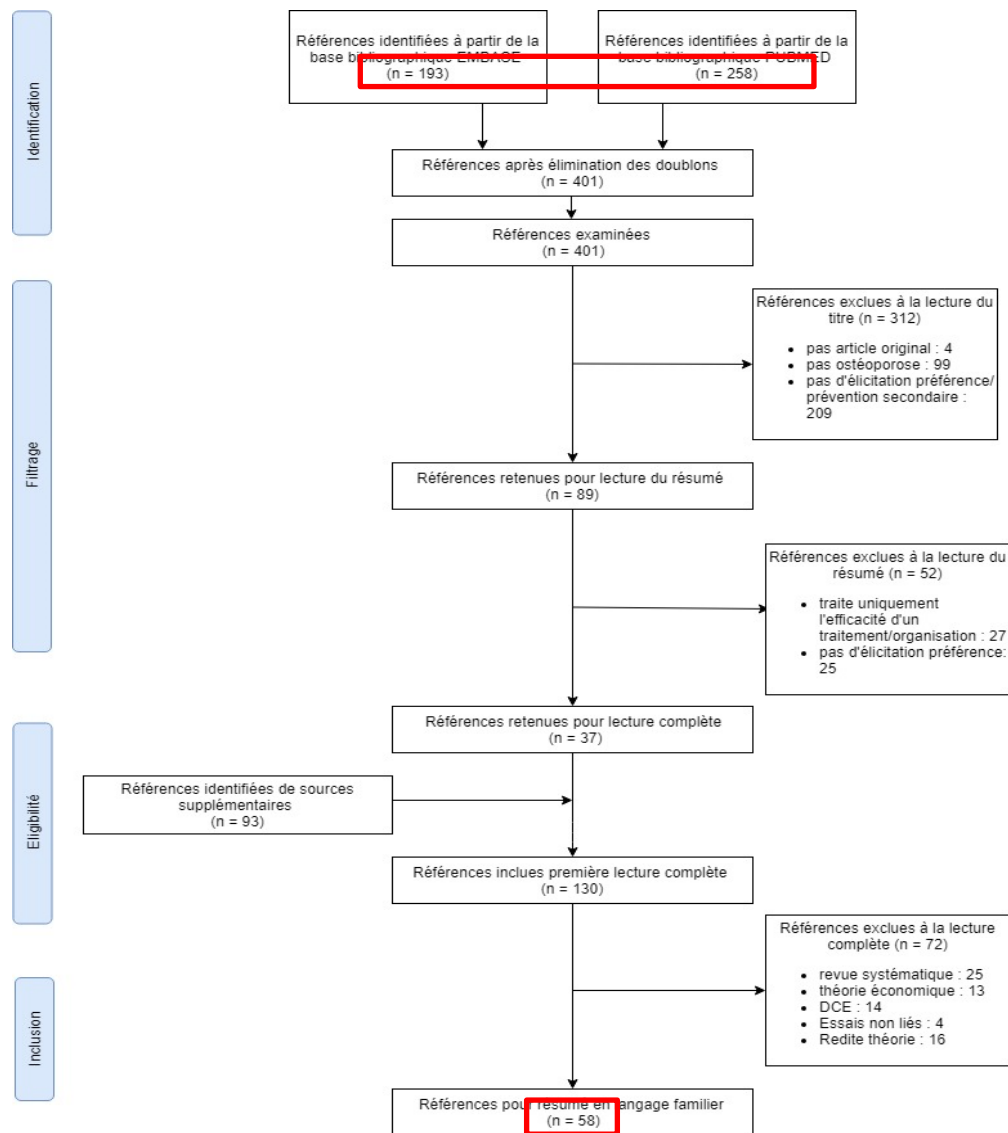 Identification
Références identifiées à partir de la
base bibliographique EMBASE
(n = 193)
Références identifiées à partir de la
base bibliographique PUBMED
(n = 258)
Références après élimination des doublons
(n = 401)
Références examinées
(n = 401)
Filtrage
Références exclues à la lecture du
titre (n = 312)
• pas article original : 4
• pas ostéoporose : 99
• pas d'élicitation préférence/
prévention secondaire :
209
Références retenues pour lecture du résumé
(n = 89)
Références exclues à la lecture du
résumé (n = 52)
• traite uniquement
l'efficacité d'un
traitement/organisation : 27
• pas d'élicitation préférence:
25
Eligibilité
Références retenues pour lecture complète
(n = 37)
Références identifiées de sources
supplémentaires
(n = 93)
Références inclues première lecture complète
(n = 130)
Références exclues à la lecture
complète (n = 72)
• revue systématique : 25
• théorie économique : 13
• DCE : 14
• Essais non liés : 4
• Redite théorie : 16
Inclusion
Références pour résumé en langage familier
(n = 58)